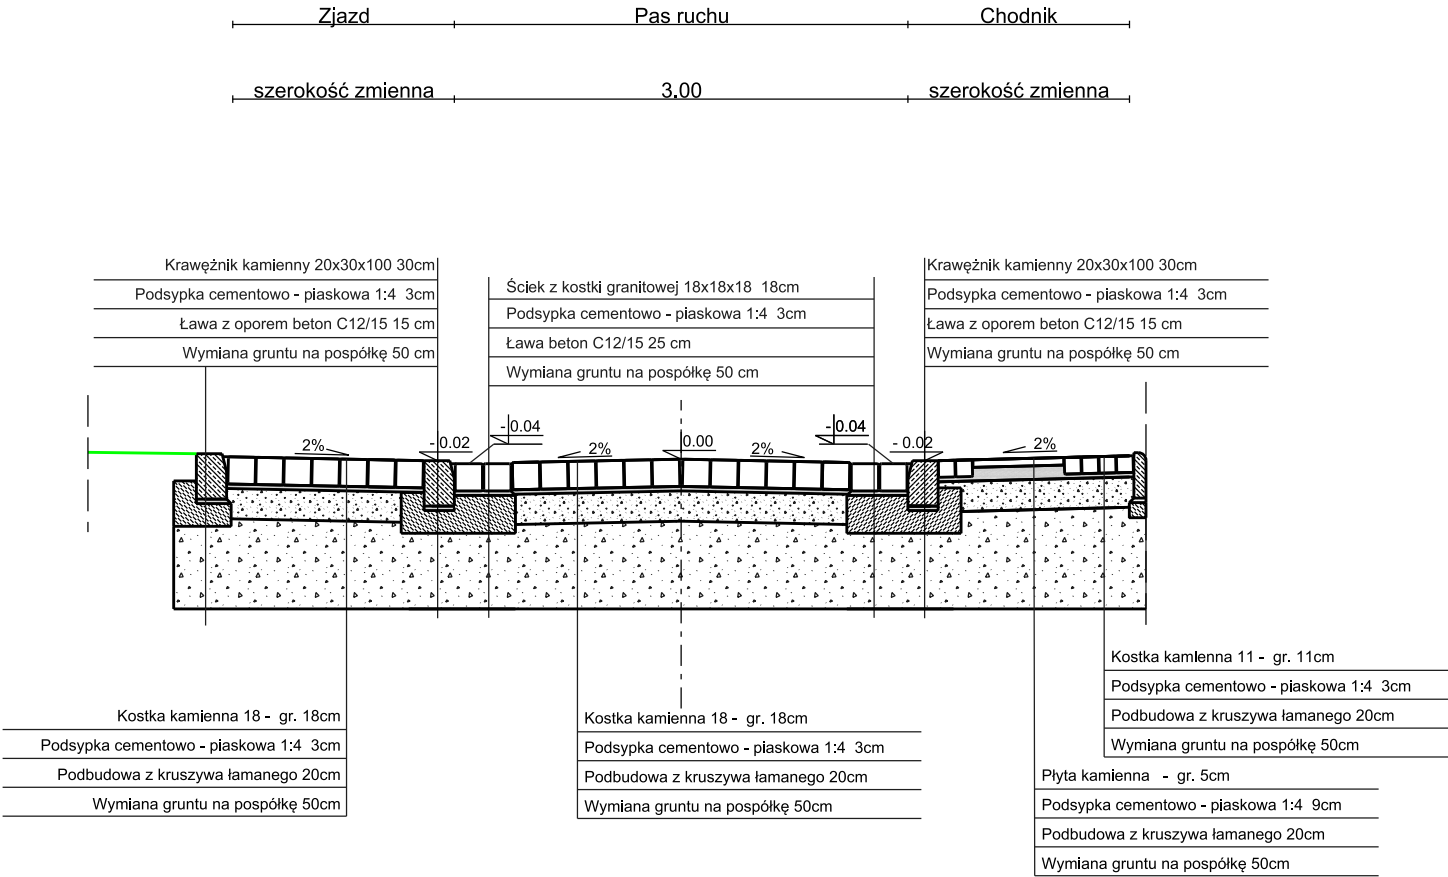 Zjazd
Pas ruchu
Chodnik
szerokość zmienna
3.00
szerokość zmienna
Krawężnik kamienny 20x30x100 30cm
Podsypka cementowo - piaskowa 1:4 3cm
Ława z oporem beton C12/15 15 cm
Wymiana gruntu na pospółkę 50 cm
Ściek z kostki granitowej 18x18x18 18cm
Podsypka cementowo - piaskowa 1:4 3cm
Ława beton C12/15 25 cm
Wymiana gruntu na pospółkę 50 cm
Krawężnik kamienny 20x30x100 30cm
Podsypka cementowo - piaskowa 1:4 3cm
Ława z oporem beton C12/15 15 cm
Wymiana gruntu na pospółkę 50 cm
2%
- 0.02
- 0.04
2%
0.00
2%
- 0.04
- 0.02
2%
Kostka kamienna 18 - gr. 18cm
Podsypka cementowo - piaskowa 1:4 3cm
Podbudowa z kruszywa łamanego 20cm
Wymiana gruntu na pospółkę 50cm
Kostka kamienna 18 - gr. 18cm
Podsypka cementowo - piaskowa 1:4 3cm
Podbudowa z kruszywa łamanego 20cm
Wymiana gruntu na pospółkę 50cm
Kostka kamienna 11 - gr. 11cm
Podsypka cementowo - piaskowa 1:4 3cm
Podbudowa z kruszywa łamanego 20cm
Wymiana gruntu na pospółkę 50cm
Płyta kamienna - gr. 5cm
Podsypka cementowo - piaskowa 1:4 9cm
Podbudowa z kruszywa łamanego 20cm
Wymiana gruntu na pospółkę 50cm